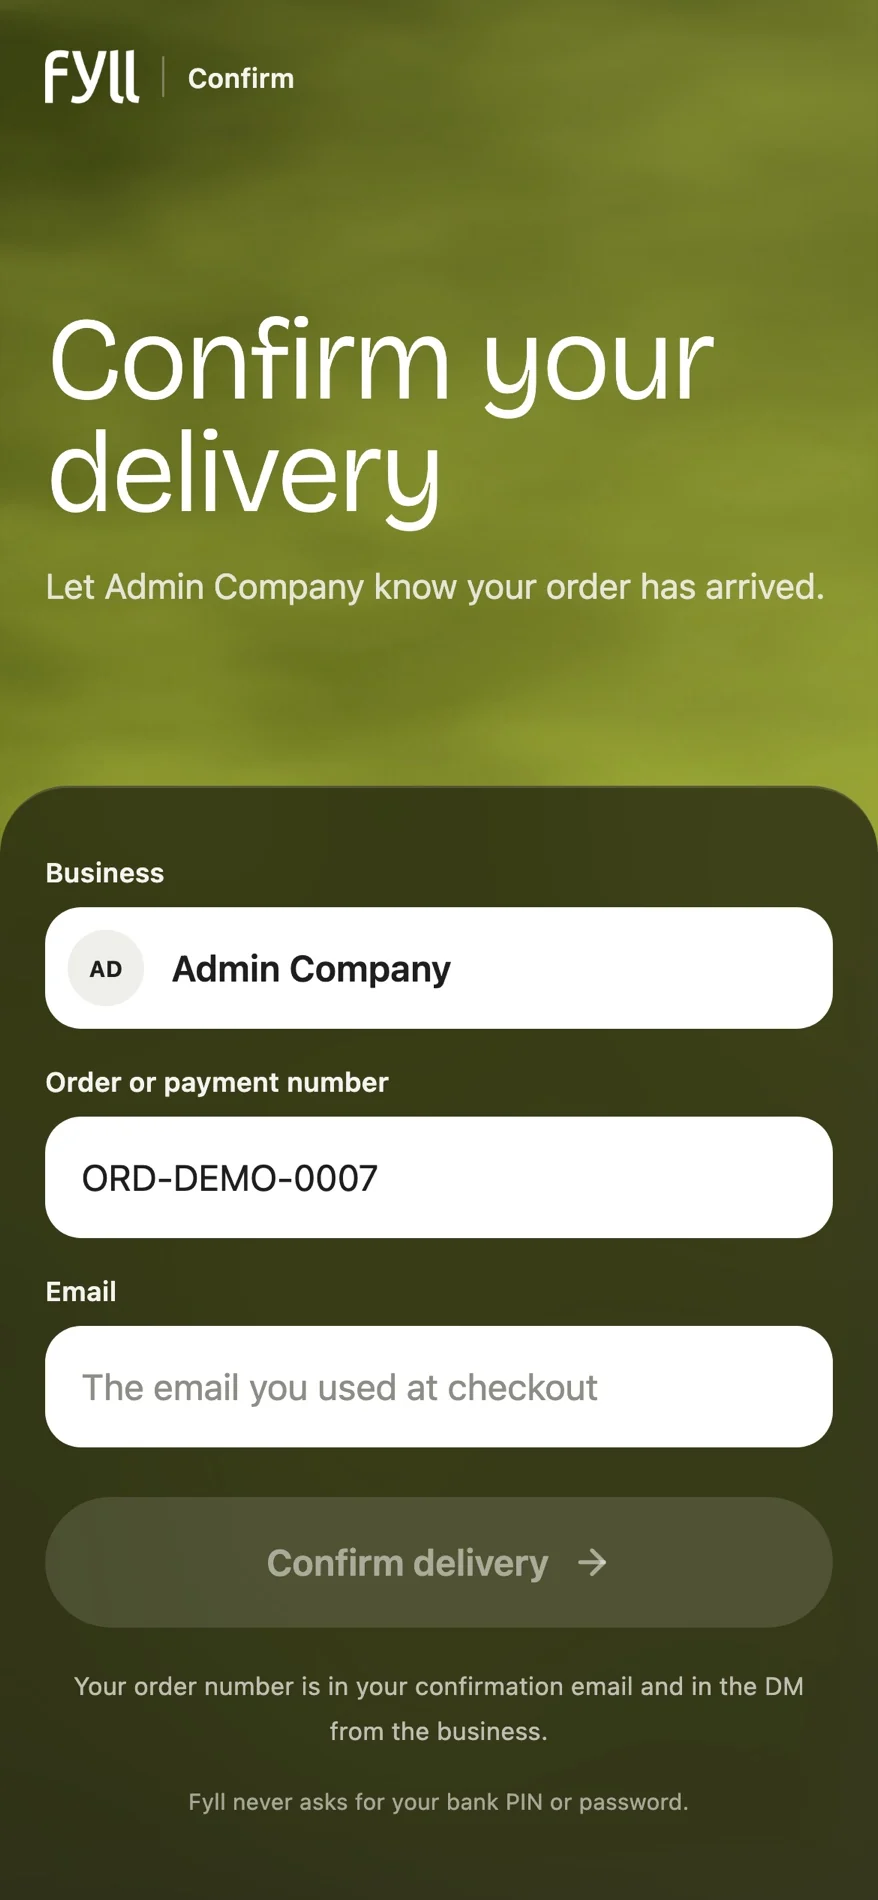 fyll
Confirm
Confirm your
delivery
Let Admin Company know your order has arrived.
Business
AD
Admin Company
Order or payment number
ORD-DEMO-0007
Email
The email you used at checkout
Confirm delivery →
Your order number is in your confirmation email and in the DM
from the business.
Fyll never asks for your bank PIN or password.